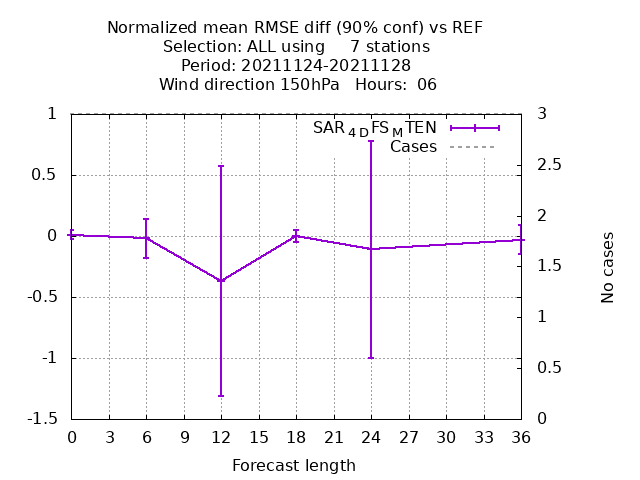 Normalized mean RMSE diff (90% conf) vs REF
Selection: ALL using     7 stations
Period: 20211124-20211128
Wind direction 150hPa   Hours:  06
SAR4DFSMTEN
Cases
1
0.5
0
-0.5
-1
-1.5
3
2.5
2
1.5
1
0.5
0
No cases
0 3 6 9 12 15 18 21 24 27 30 33 36
Forecast length